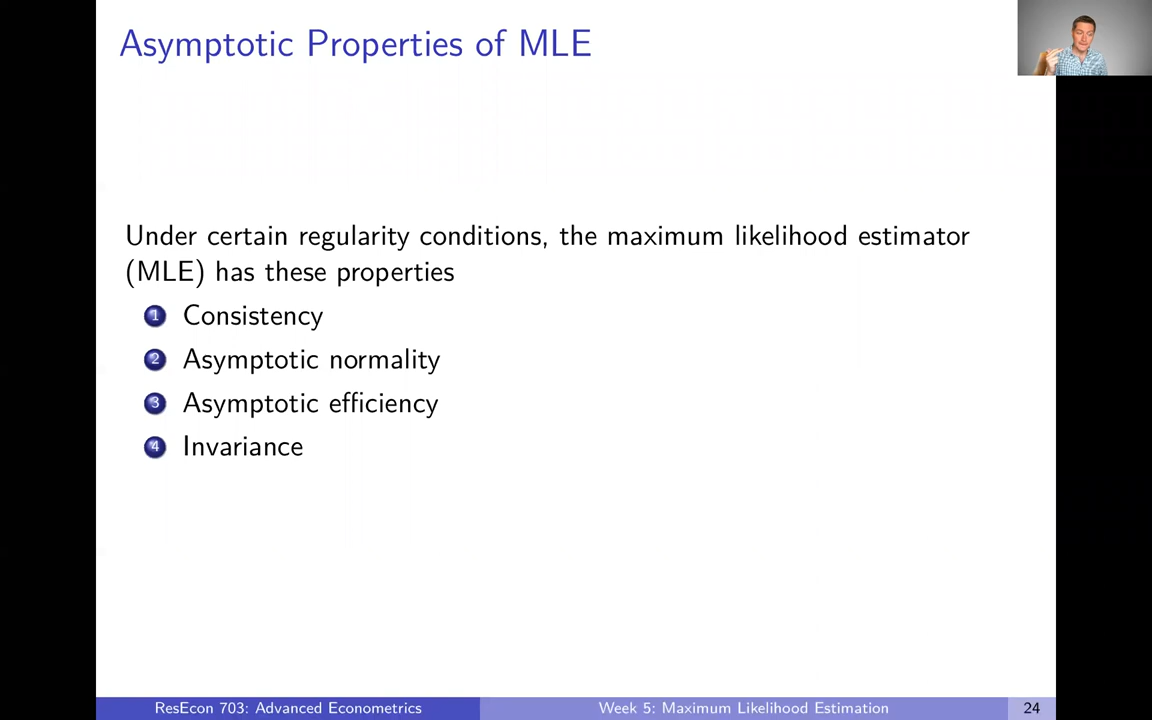 Asymptotic Properties of MLE
Under certain regularity conditions, the maximum likelihood estimator
(MLE) has these properties
1 Consistency
2 Asymptotic normality
3 Asymptotic efficiency
4 Invariance
ResEcon 703: Advanced Econometrics Week 5: Maximum Likelihood Estimation 24